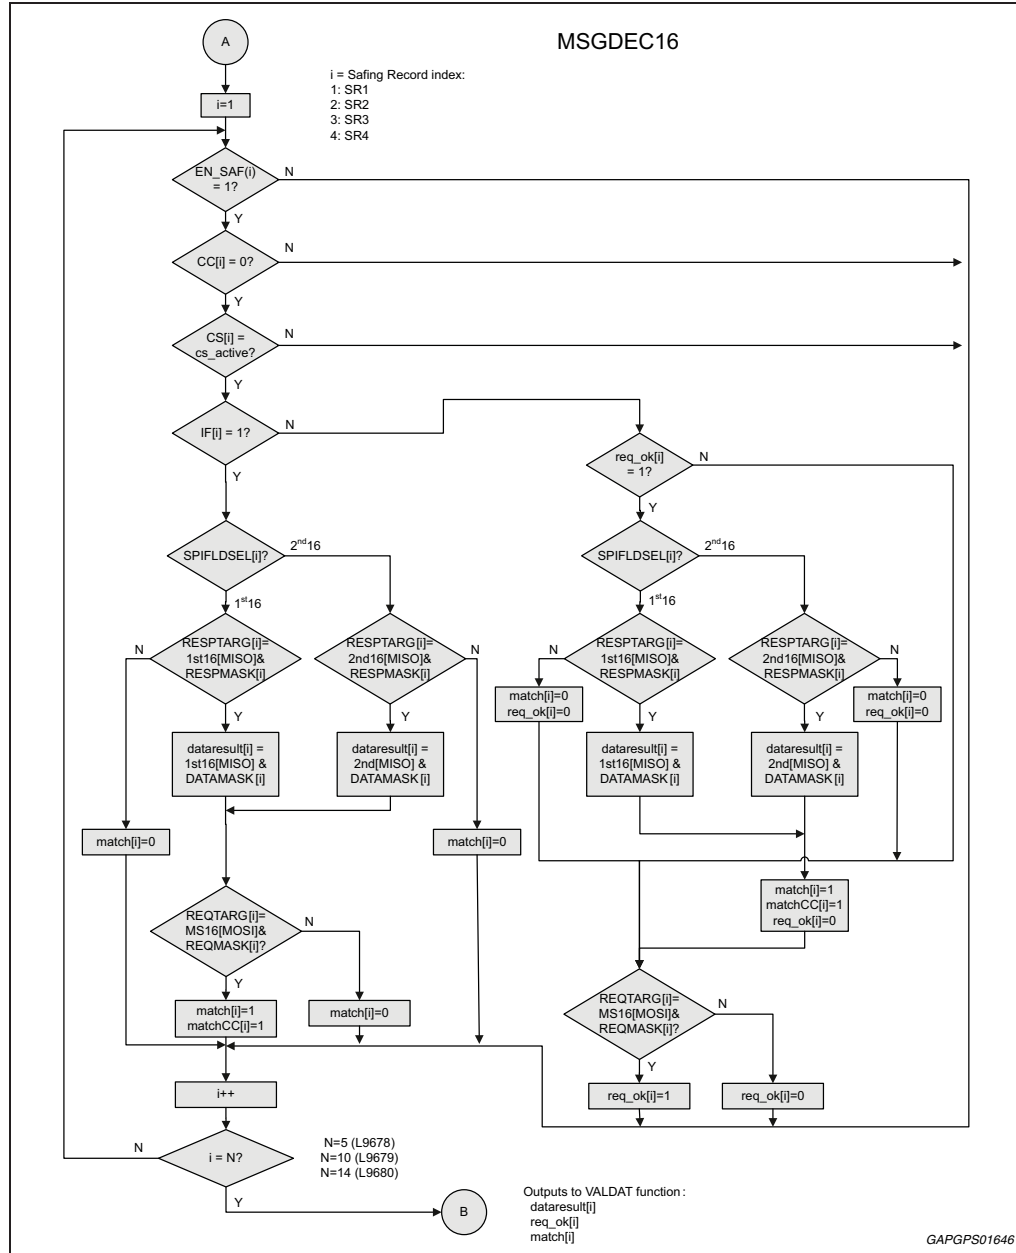 MSGDEC16
A
i = Safing Record index:
1: SR1
2: SR2
3: SR3
4: SR4
i=1
EN_SAF(i)
= 1?
N
Y
CC[i] = 0?
N
Y
CS[i] =
cs_active?
N
Y
IF[i] = 1?
N
Y
req_ok[i]
= 1?
N
Y
SPIFLDSEL[i]?
2nd16
1st16
SPIFLDSEL[i]?
2nd16
1st16
N
RESPTARG[i]=
1st16[MISO]&
RESPMASK[i]
Y
RESPTARG[i]=
2nd16[MISO]&
RESPMASK[i]
N
Y
N
RESPTARG[i]=
1st16[MISO]&
RESPMASK[i]
Y
RESPTARG[i]=
2nd16[MISO]&
RESPMASK[i]
N
Y
match[i]=0
req_ok[i]=0
match[i]=0
req_ok[i]=0
dataresult[i] =
1st16[MISO] &
DATAMASK[i]
dataresult[i] =
2nd[MISO] &
DATAMASK[i]
dataresult[i] =
1st16[MISO] &
DATAMASK[i]
dataresult[i] =
2nd[MISO] &
DATAMASK[i]
match[i]=0
match[i]=0
match[i]=1
matchCC[i]=1
req_ok[i]=0
REQTARG[i]=
MS16[MOSI]&
REQMASK[i]?
N
Y
match[i]=1
matchCC[i]=1
match[i]=0
REQTARG[i]=
MS16[MOSI]&
REQMASK[i]?
N
Y
req_ok[i]=1
req_ok[i]=0
i++
N
i = N?
Y
N=5 (L9678)
N=10 (L9679)
N=14 (L9680)
B
Outputs to VALDAT function :
dataresult[i]
req_ok[i]
match[i]
GAPGPS01646